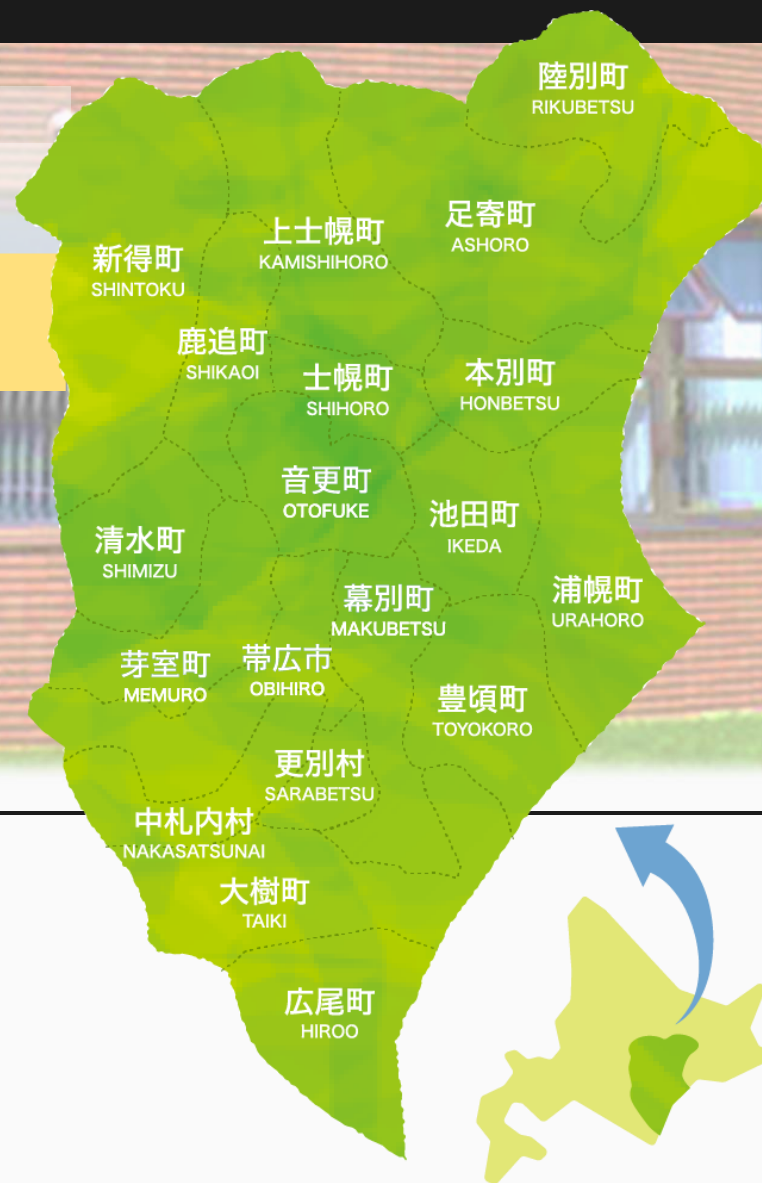 陸別町
RIKUBETSU
足寄町
ASHORO
上士幌町
KAMISHIHORO
新得町
SHINTOKU
鹿追町
SHIKAOI
士幌町
SHIHORO
本別町
HONBETSU
音更町
OTOFUKE
池田町
IKEDA
清水町
SHIMIZU
幕別町
MAKUBETSU
浦幌町
URAHORO
芽室町
MEMURO
帯広市
OBIHIRO
豊頃町
TOYOKORO
更別村
SARABETSU
中札内村
NAKASATSUNAI
大樹町
TAIKI
広尾町
HIROO